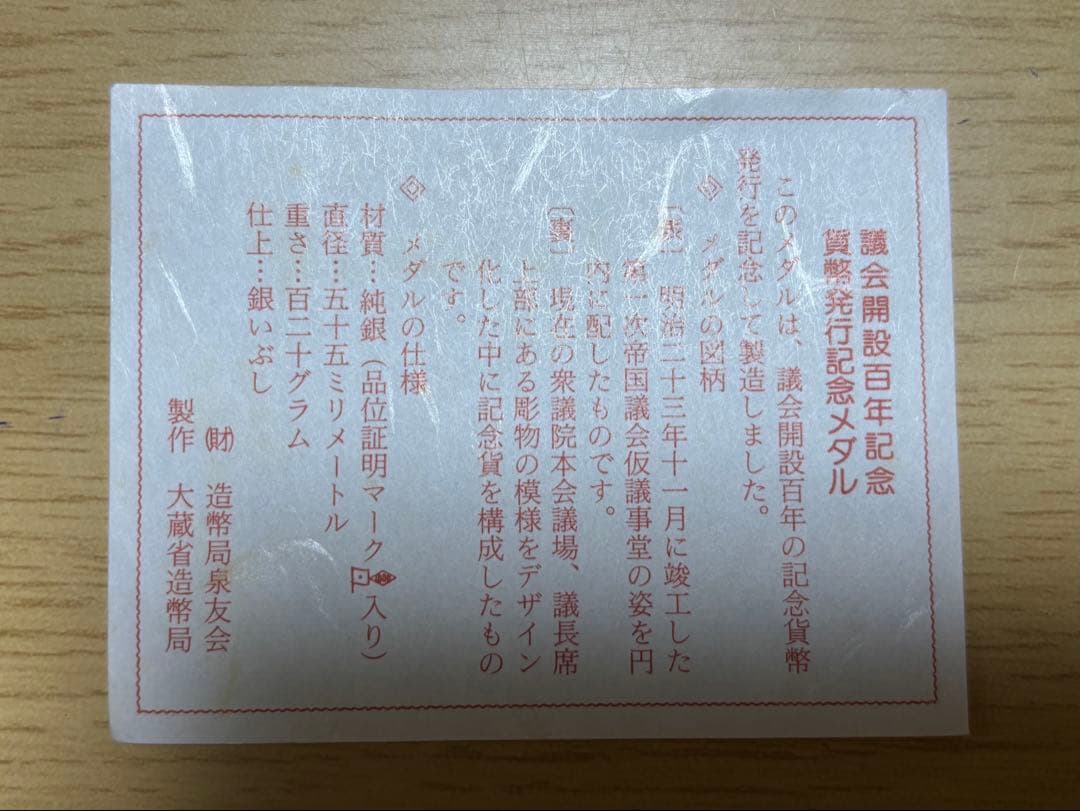 議会開設百年記念
貨幣発行記念メダル
このメダルは、議会開設百年の記念貨幣
発行を記念して製造しました。
◈ メダルの図柄
〔表〕 明治二十三年十一月に竣工した
第一次帝国議会仮議事堂の姿を円
内に配したものです。
〔裏〕 現在の衆議院本会議場、議長席
上部にある彫物の模様をデザイン
化した中に記念貨を構成したもの
です。
◈ メダルの仕様
材質…純銀(品位証明マーク入り)
直径…五十五ミリメートル
重さ…百二十グラム
仕上…銀いぶし
㈶ 造幣局泉友会
製作 大蔵省造幣局